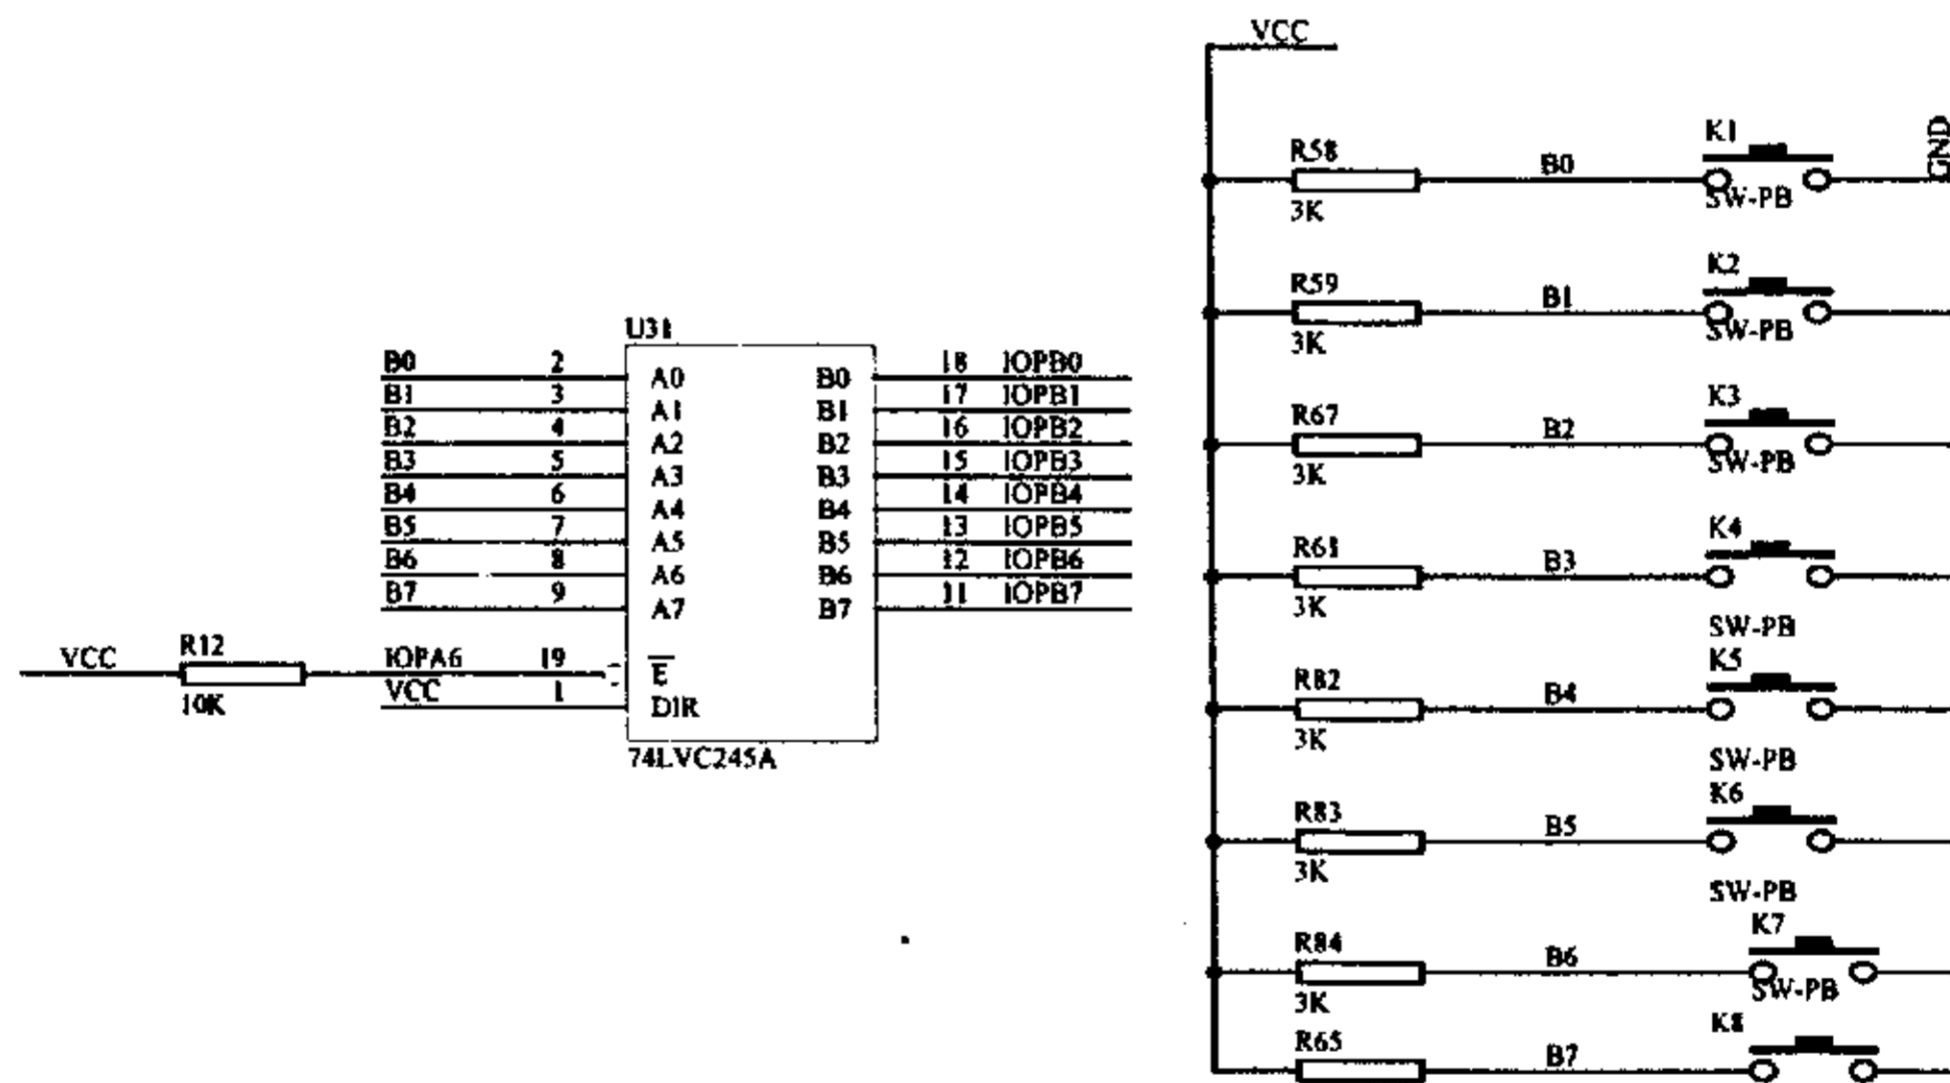 VCC
K1
GND
R58
B0
3K
SW-PB
K2
R59
B1
3K
SW-PB
K3
R67
B2
3K
SW-PB
K4
R61
B3
3K
SW-PB
K5
R82
B4
3K
SW-PB
K6
R83
B5
3K
SW-PB
K7
R84
B6
3K
SW-PB
K8
R65
B7
U31
B0 2 A0 B0 18 IOPB0
B1 3 A1 B1 17 IOPB1
B2 4 A2 B2 16 IOPB2
B3 5 A3 B3 15 IOPB3
B4 6 A4 B4 14 IOPB4
B5 7 A5 B5 13 IOPB5
B6 8 A6 B6 12 IOPB6
B7 9 A7 B7 11 IOPB7
VCC R12 IOPA6 19 E
10K VCC 1 DIR
74LVC245A